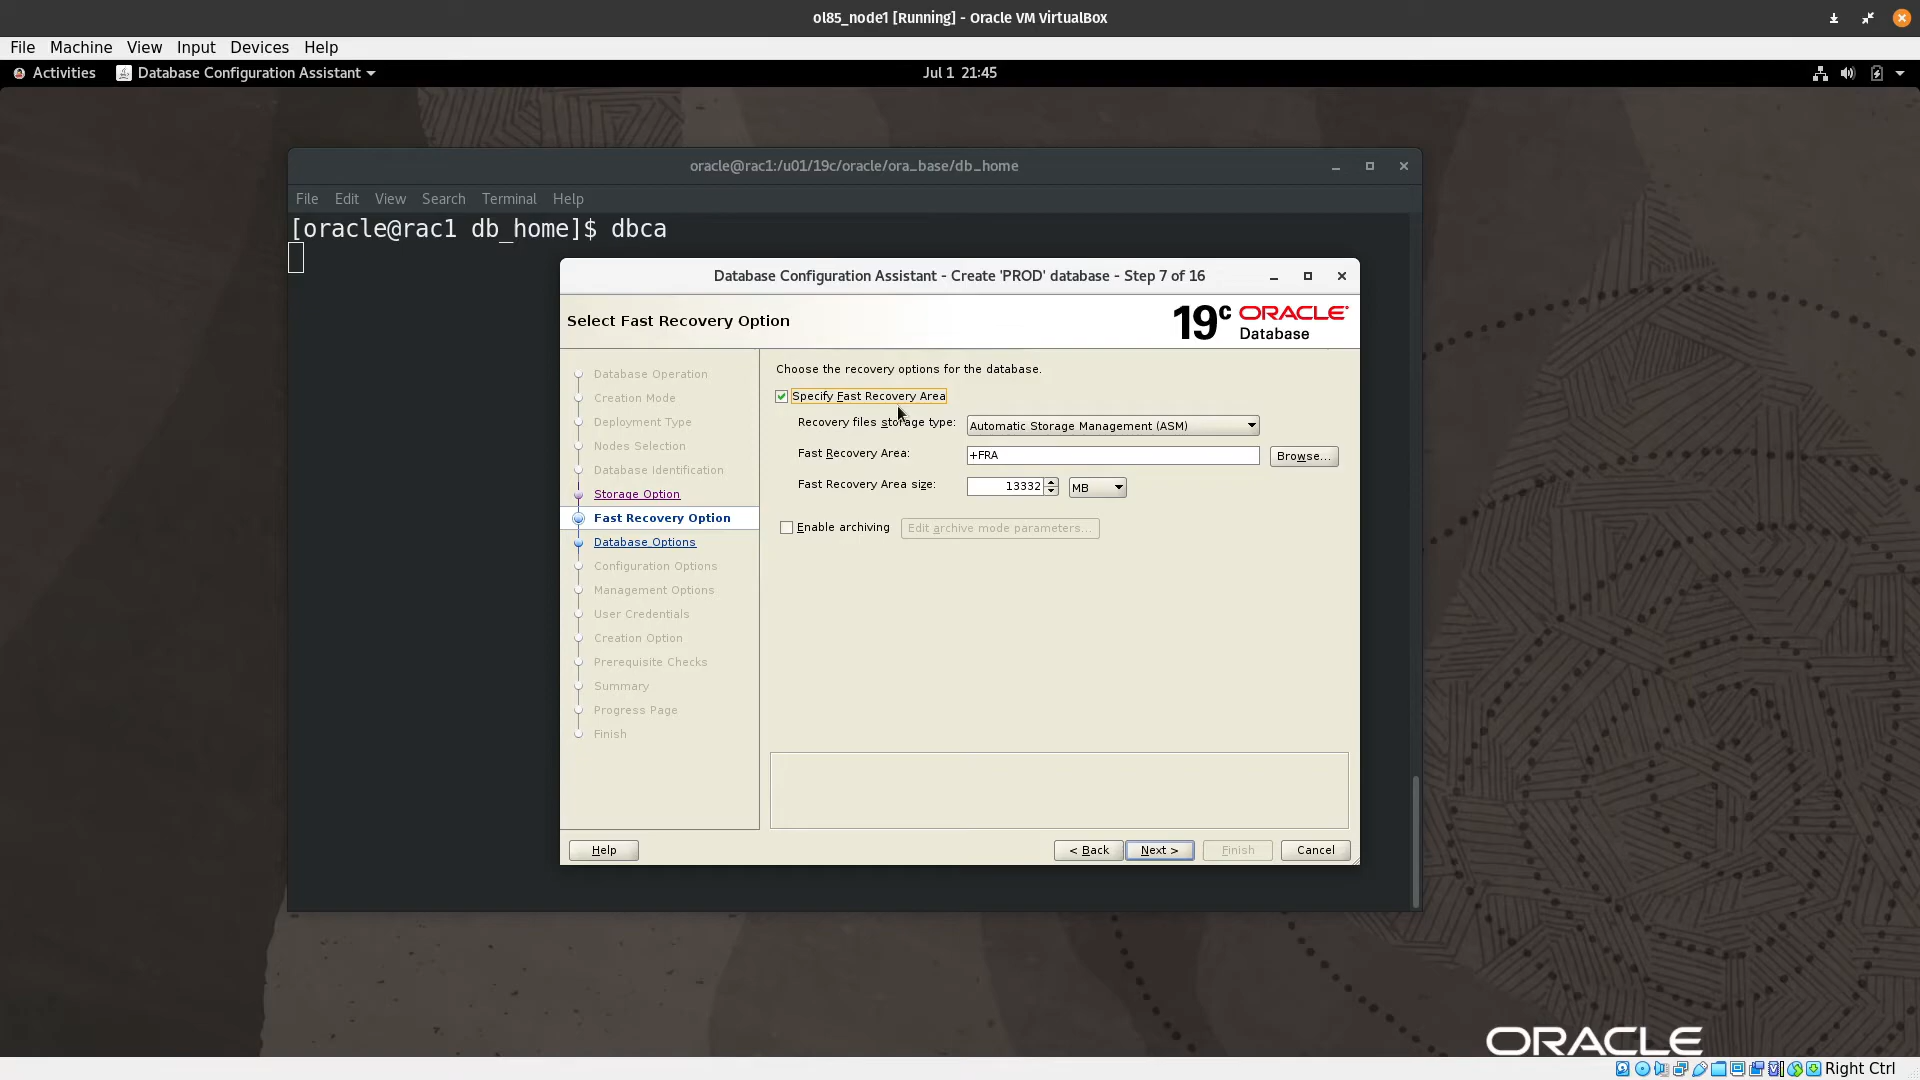 ol85_node1 [Running] - Oracle VM VirtualBox
File Machine View Input Devices Help
Activities Database Configuration Assistant Jul 1 21:45
oracle@rac1:/u01/19c/oracle/ora_base/db_home
File Edit View Search Terminal Help
[oracle@rac1 db_home]$ dbca
Database Configuration Assistant - Create 'PROD' database - Step 7 of 16
Select Fast Recovery Option
19c ORACLE
Database
Database Operation
Creation Mode
Deployment Type
Nodes Selection
Database Identification
Storage Option
Fast Recovery Option
Database Options
Configuration Options
Management Options
User Credentials
Creation Option
Prerequisite Checks
Summary
Progress Page
Finish
Choose the recovery options for the database.
Specify Fast Recovery Area
Recovery files storage type: Automatic Storage Management (ASM)
Fast Recovery Area: +FRA Browse...
Fast Recovery Area size: 13332 MB
Enable archiving Edit archive mode parameters...
Help < Back Next > Finish Cancel
ORACLE
Right Ctrl